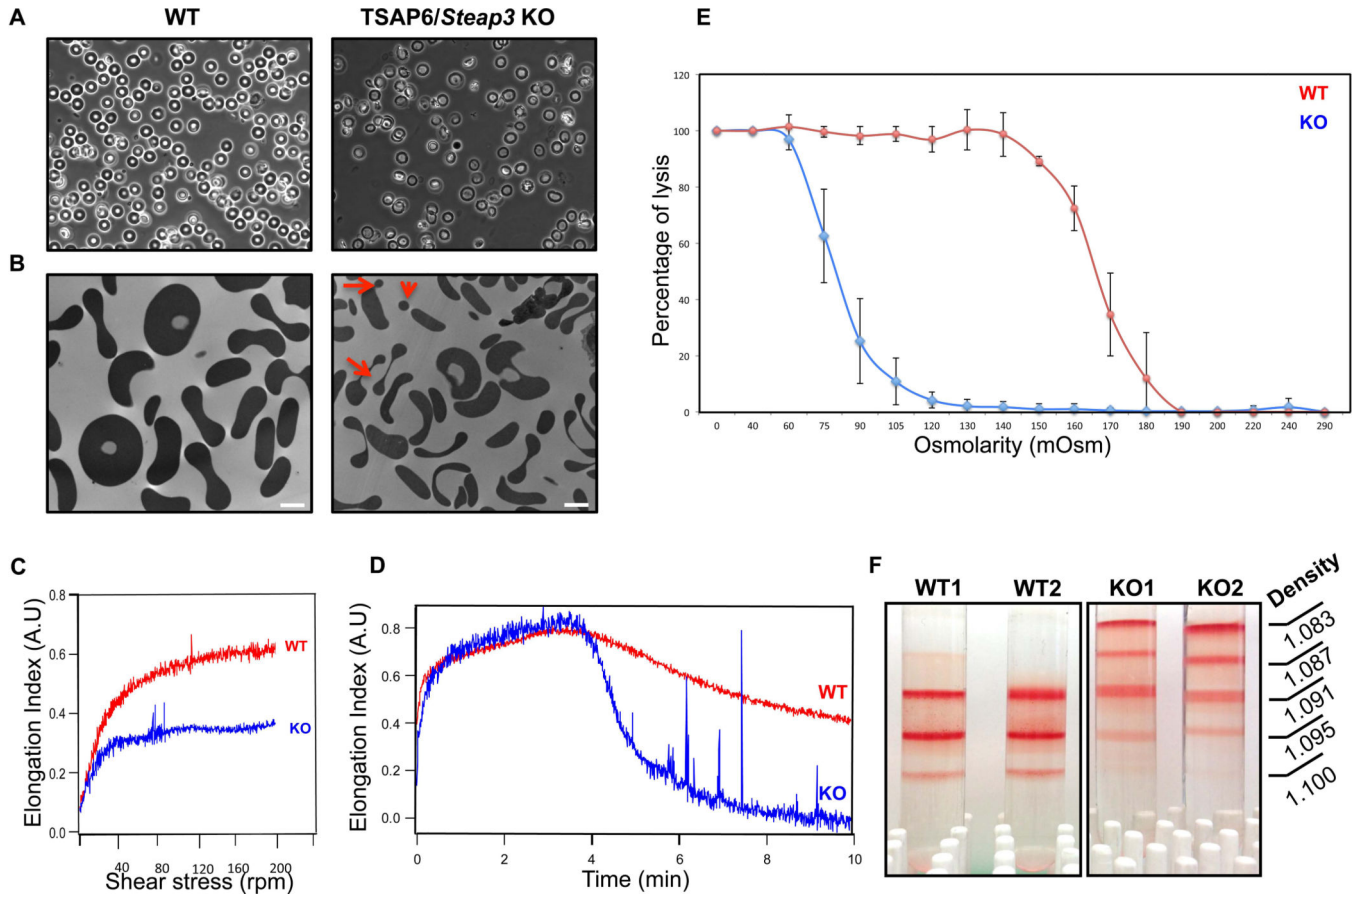 A
WT
TSAP6/Steap3 KO
B
C
Elongation Index (A.U)
0.8
0.6
0.4
0.2
0.0
WT
KO
40 80 120 160 200
Shear stress (rpm)
D
Elongation Index (A.U)
0.8
0.6
0.4
0.2
0.0
WT
KO
0 2 4 6 8 10
Time (min)
E
Percentage of lysis
120
100
80
60
40
20
0
WT
KO
0 40 60 75 90 105 120 130 140 150 160 170 180 190 200 220 240 290
Osmolarity (mOsm)
F
WT1 WT2 KO1 KO2
Density
1.083
1.087
1.091
1.095
1.100